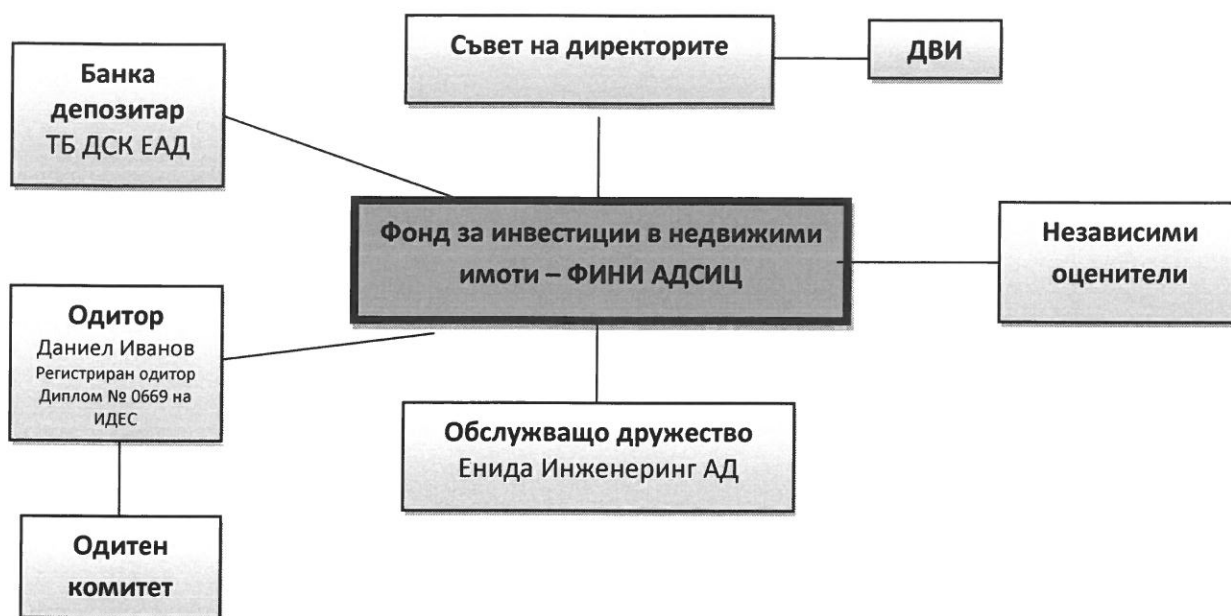 Съвет на директорите
ДВИ
Банка
депозитар
ТБ ДСК ЕАД
Фонд за инвестиции в недвижими
имоти – ФИНИ АДСИЦ
Независими
оценители
Одитор
Даниел Иванов
Регистриран одитор
Диплом № 0669 на
ИДЕС
Обслужващо дружество
Енида Инженеринг АД
Одитен
комитет